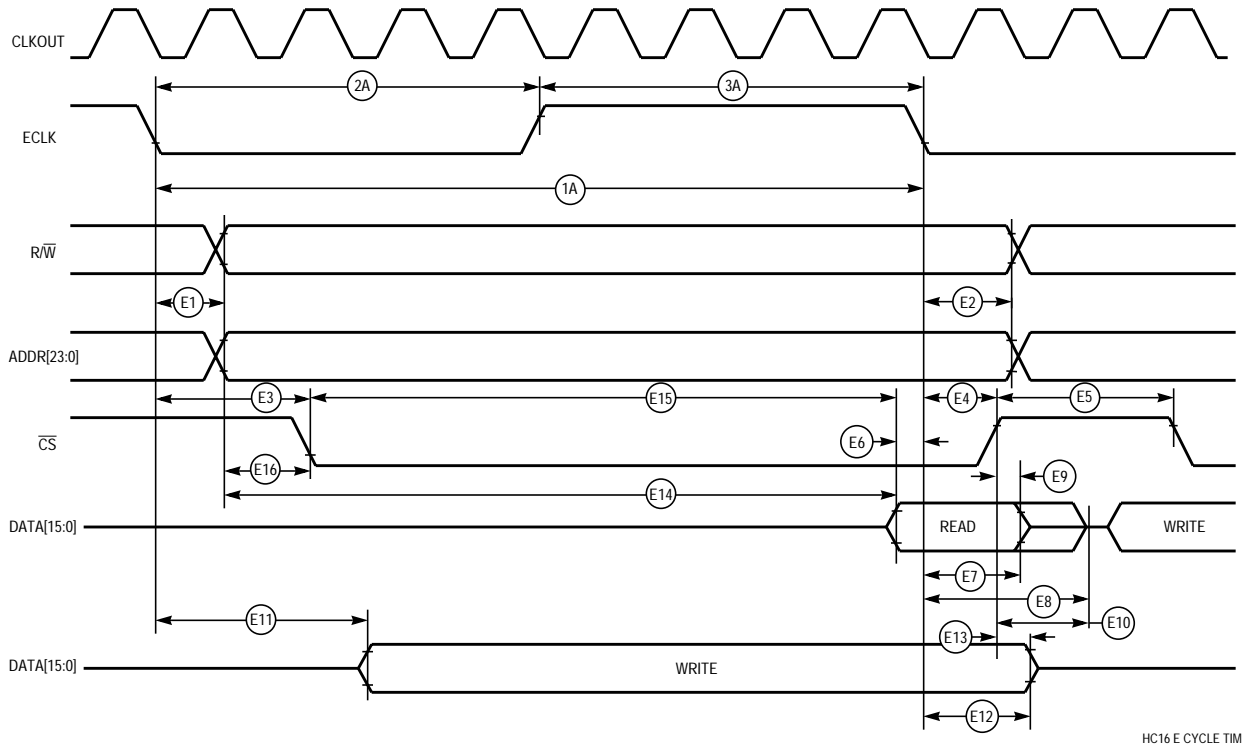 CLKOUT
2A
3A
ECLK
1A
R/W̅
E1
E2
ADDR[23:0]
E3
E15
E4
E5
C̅S̅
E6
E16
E9
E14
DATA[15:0]
READ
WRITE
E7
E8
E11
E10
E13
DATA[15:0]
WRITE
E12
HC16 E CYCLE TIM